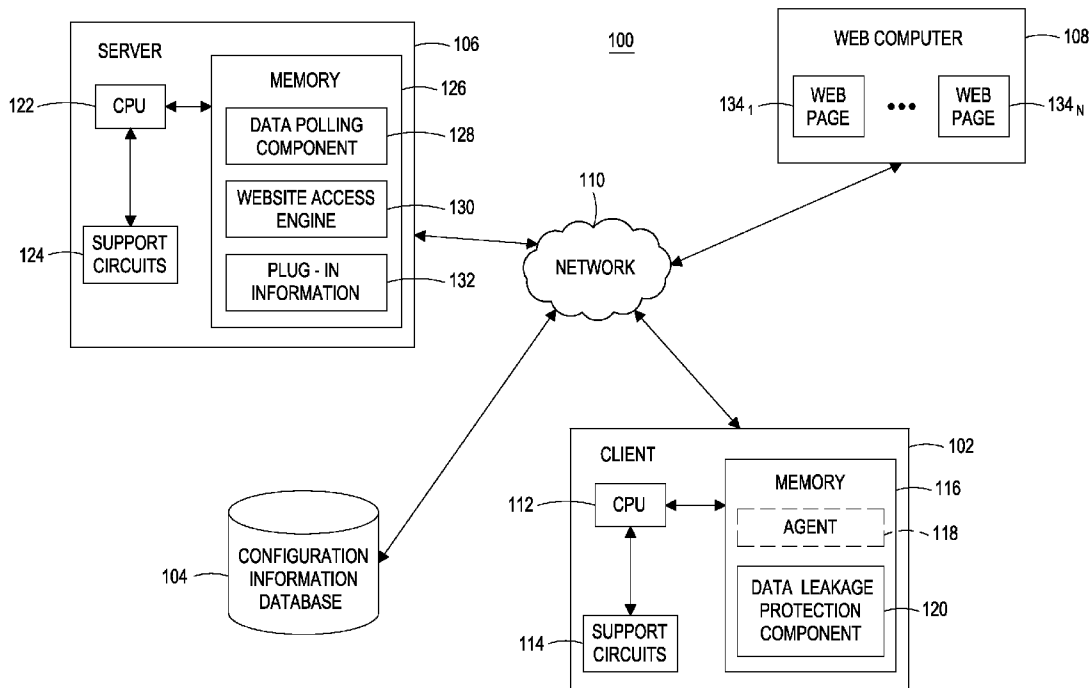 SERVER
106
CPU
122
SUPPORT
CIRCUITS
124
MEMORY
126
DATA POLLING
COMPONENT
128
WEBSITE ACCESS
ENGINE
130
PLUG - IN
INFORMATION
132
100
WEB COMPUTER
108
134 1
WEB
PAGE
•••
WEB
PAGE
134 N
110
NETWORK
104
CONFIGURATION
INFORMATION
DATABASE
CLIENT
102
112
CPU
114
SUPPORT
CIRCUITS
MEMORY
116
AGENT
118
DATA LEAKAGE
PROTECTION
COMPONENT
120